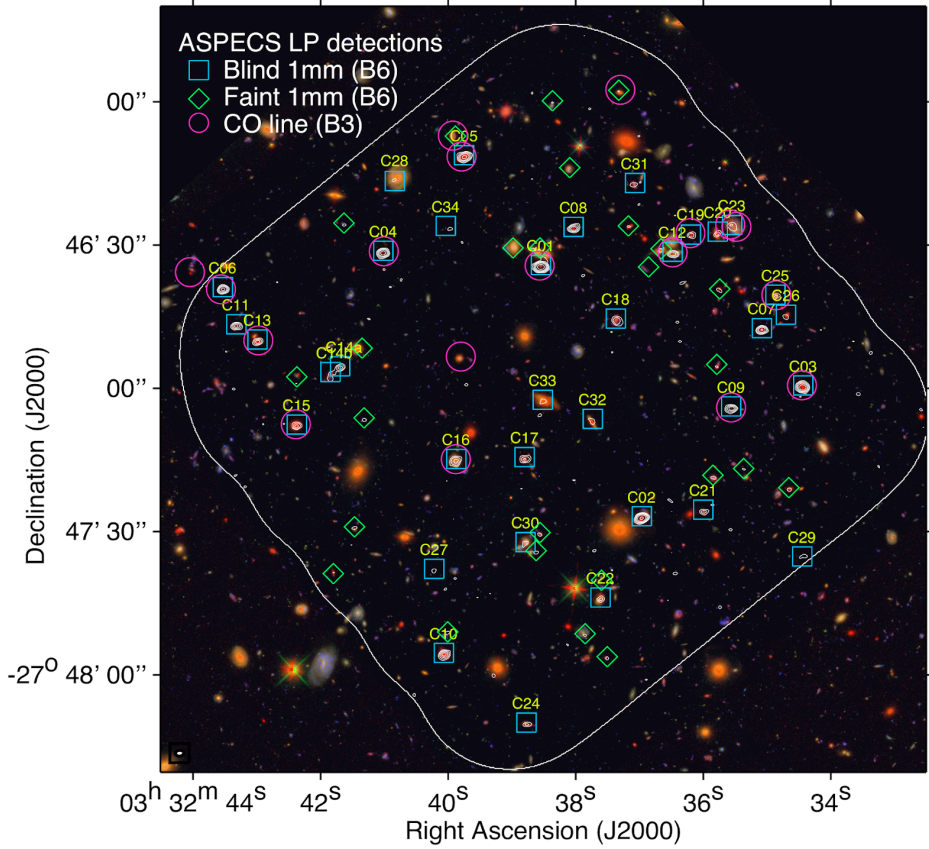 ASPECS LP detections
Blind 1mm (B6)
Faint 1mm (B6)
CO line (B3)
C05
C28
C31
C34
C08
C19
C20
C23
C04
C01
C12
C06
C25
C26
C11
C13
C18
C07
C14b
C14a
C03
C33
C09
C15
C32
C16
C17
C02
C21
C30
C27
C29
C22
C10
C24
00’’
46’ 30’’
00’’
47’ 30’’
-27° 48’ 00’’
03h 32m 44s
42s
40s
38s
36s
34s
Right Ascension (J2000)
Declination (J2000)